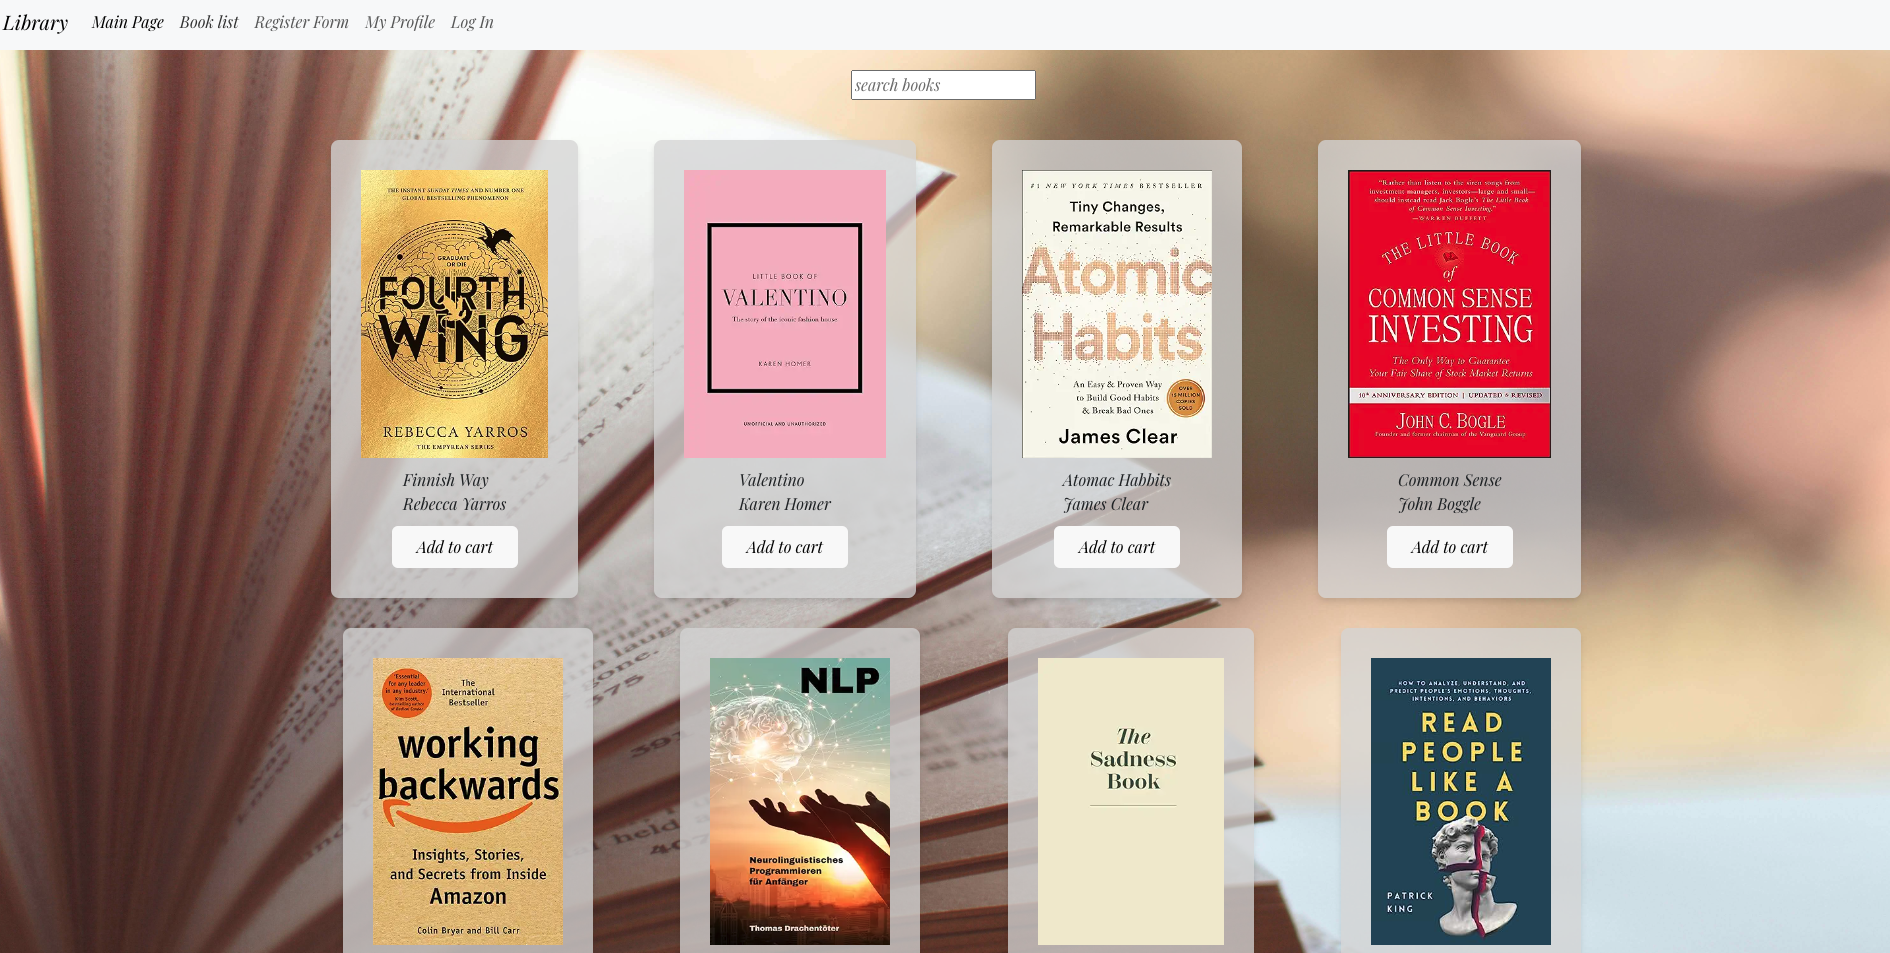 Library Main Page Book list Register Form My Profile Log In
search books
THE INSTANT SUNDAY TIMES AND NUMBER ONE
GLOBAL BESTSELLING PHENOMENON
GRADUATE
OR DIE
FOURTH
WING
REBECCA YARROS
THE EMPYREAN SERIES
Finnish Way
Rebecca Yarros
Add to cart
LITTLE BOOK OF
VALENTINO
The story of the iconic fashion house
KAREN HOMER
UNOFFICIAL AND UNAUTHORIZED
Valentino
Karen Homer
Add to cart
#1 NEW YORK TIMES BESTSELLER
Tiny Changes,
Remarkable Results
Atomic
Habits
An Easy & Proven Way
to Build Good Habits
& Break Bad Ones
OVER
15 MILLION
COPIES
SOLD
James Clear
Atomac Habbits
James Clear
Add to cart
"Rather than listen to the siren songs from
investment managers, investors—large and small—
should instead read Jack Bogle's The Little Book
of Common Sense Investing."
—WARREN BUFFETT
THE LITTLE BOOK
of
COMMON SENSE
INVESTING
The Only Way to Guarantee
Your Fair Share of Stock Market Returns
10th ANNIVERSARY EDITION | UPDATED & REVISED
JOHN C. BOGLE
Founder and former chairman of the Vanguard Group
Common Sense
John Boggle
Add to cart
'Essential
for any leader
in any industry.'
Kim Scott,
The
International
Bestseller
working
backwards
Insights, Stories,
and Secrets from Inside
Amazon
Colin Bryar and Bill Carr
NLP
Neurolinguistisches
Programmieren
für Anfänger
Thomas Drachentöter
The
Sadness
Book
HOW TO ANALYZE, UNDERSTAND, AND
PREDICT PEOPLE'S EMOTIONS, THOUGHTS,
INTENTIONS, AND BEHAVIORS
READ
PEOPLE
LIKE A
BOOK
PATRICK
KING
laughing
one.
375
held